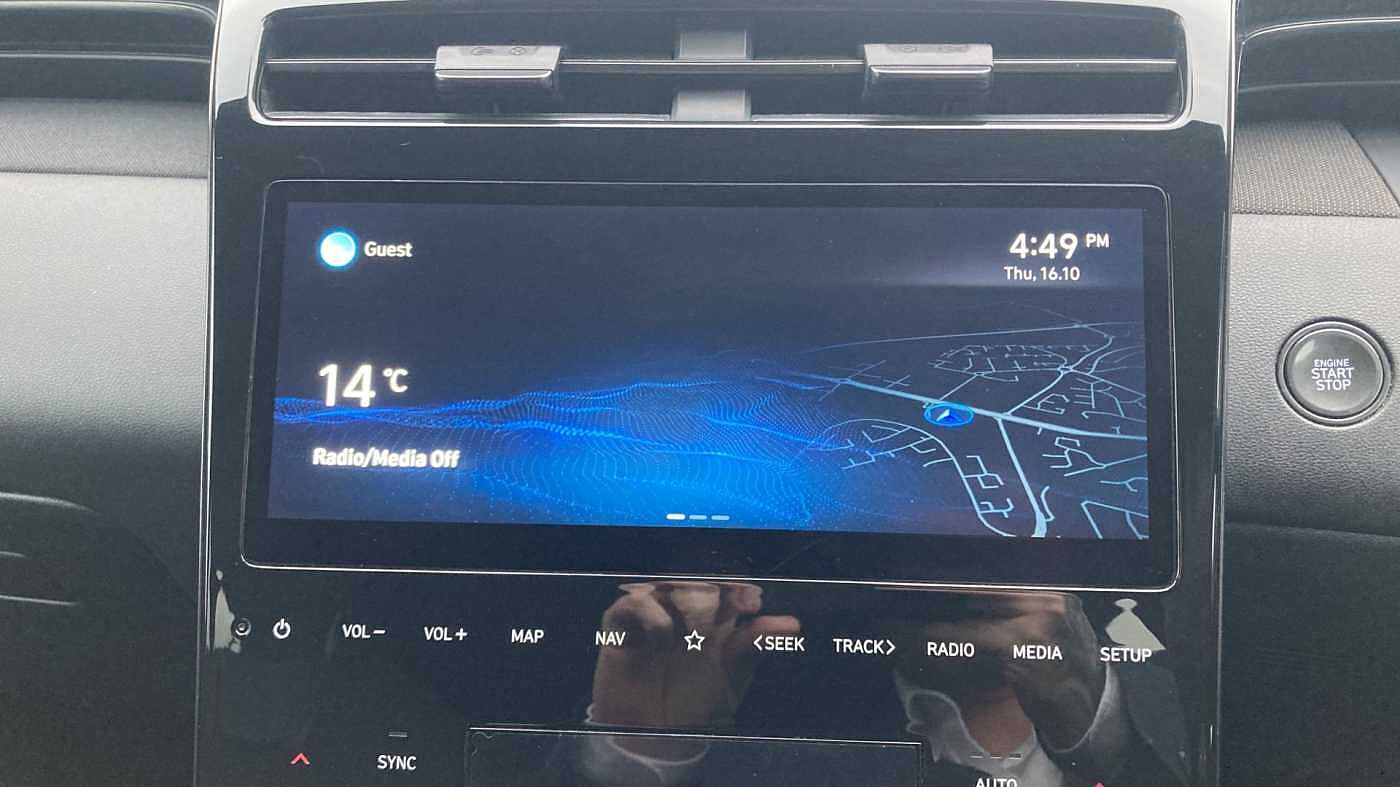 Guest
4:49 PM
Thu, 16.10
14 °C
Radio/Media Off
ENGINE
START
STOP
VOL− VOL+ MAP NAV ☆ <SEEK TRACK> RADIO MEDIA SETUP
SYNC
AUTO